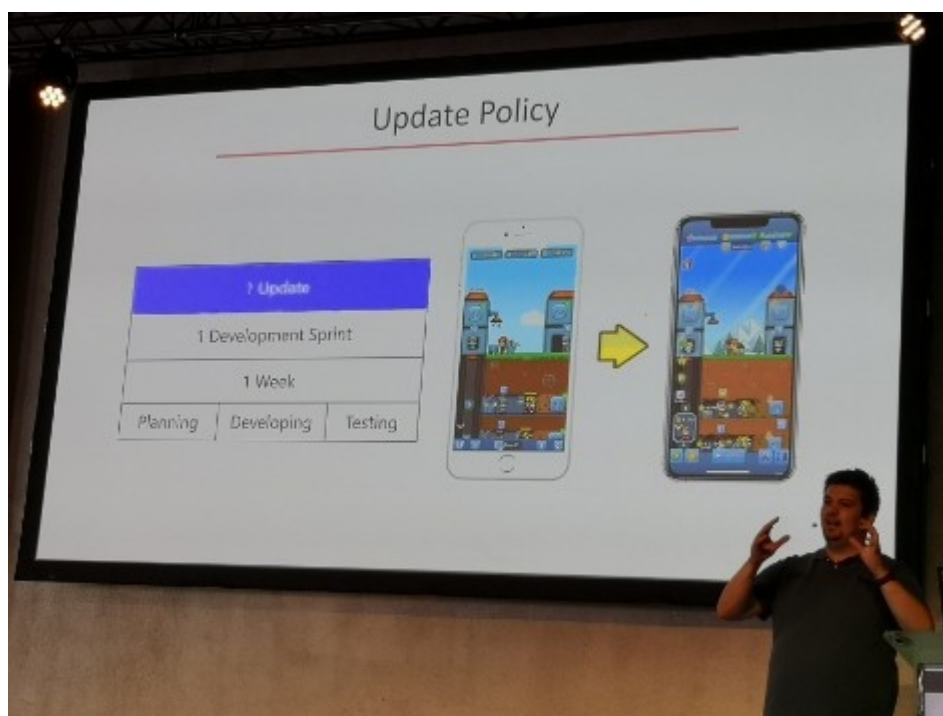 Update Policy
? Update
1 Development Sprint
1 Week
Planning Developing Testing